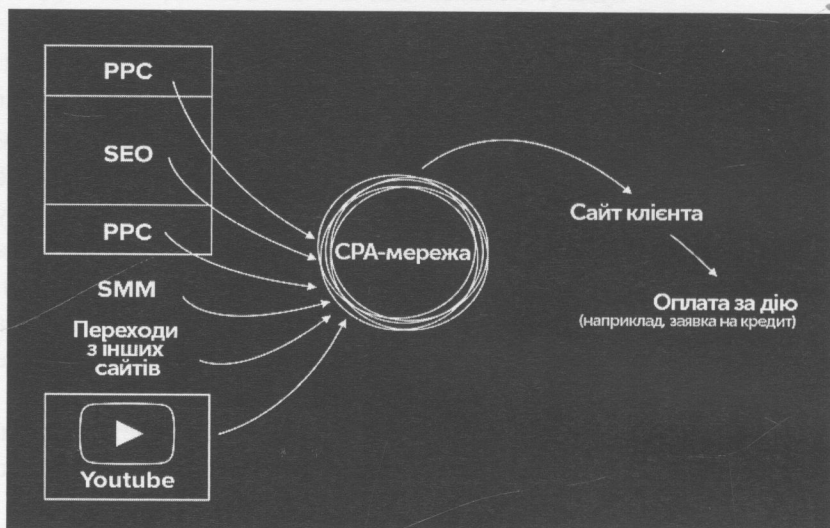 PPC
SEO
PPC
SMM
Переходи
з інших
сайтів
Youtube
CPA-мережа
Сайт клієнта
Оплата за дію
(наприклад, заявка на кредит)